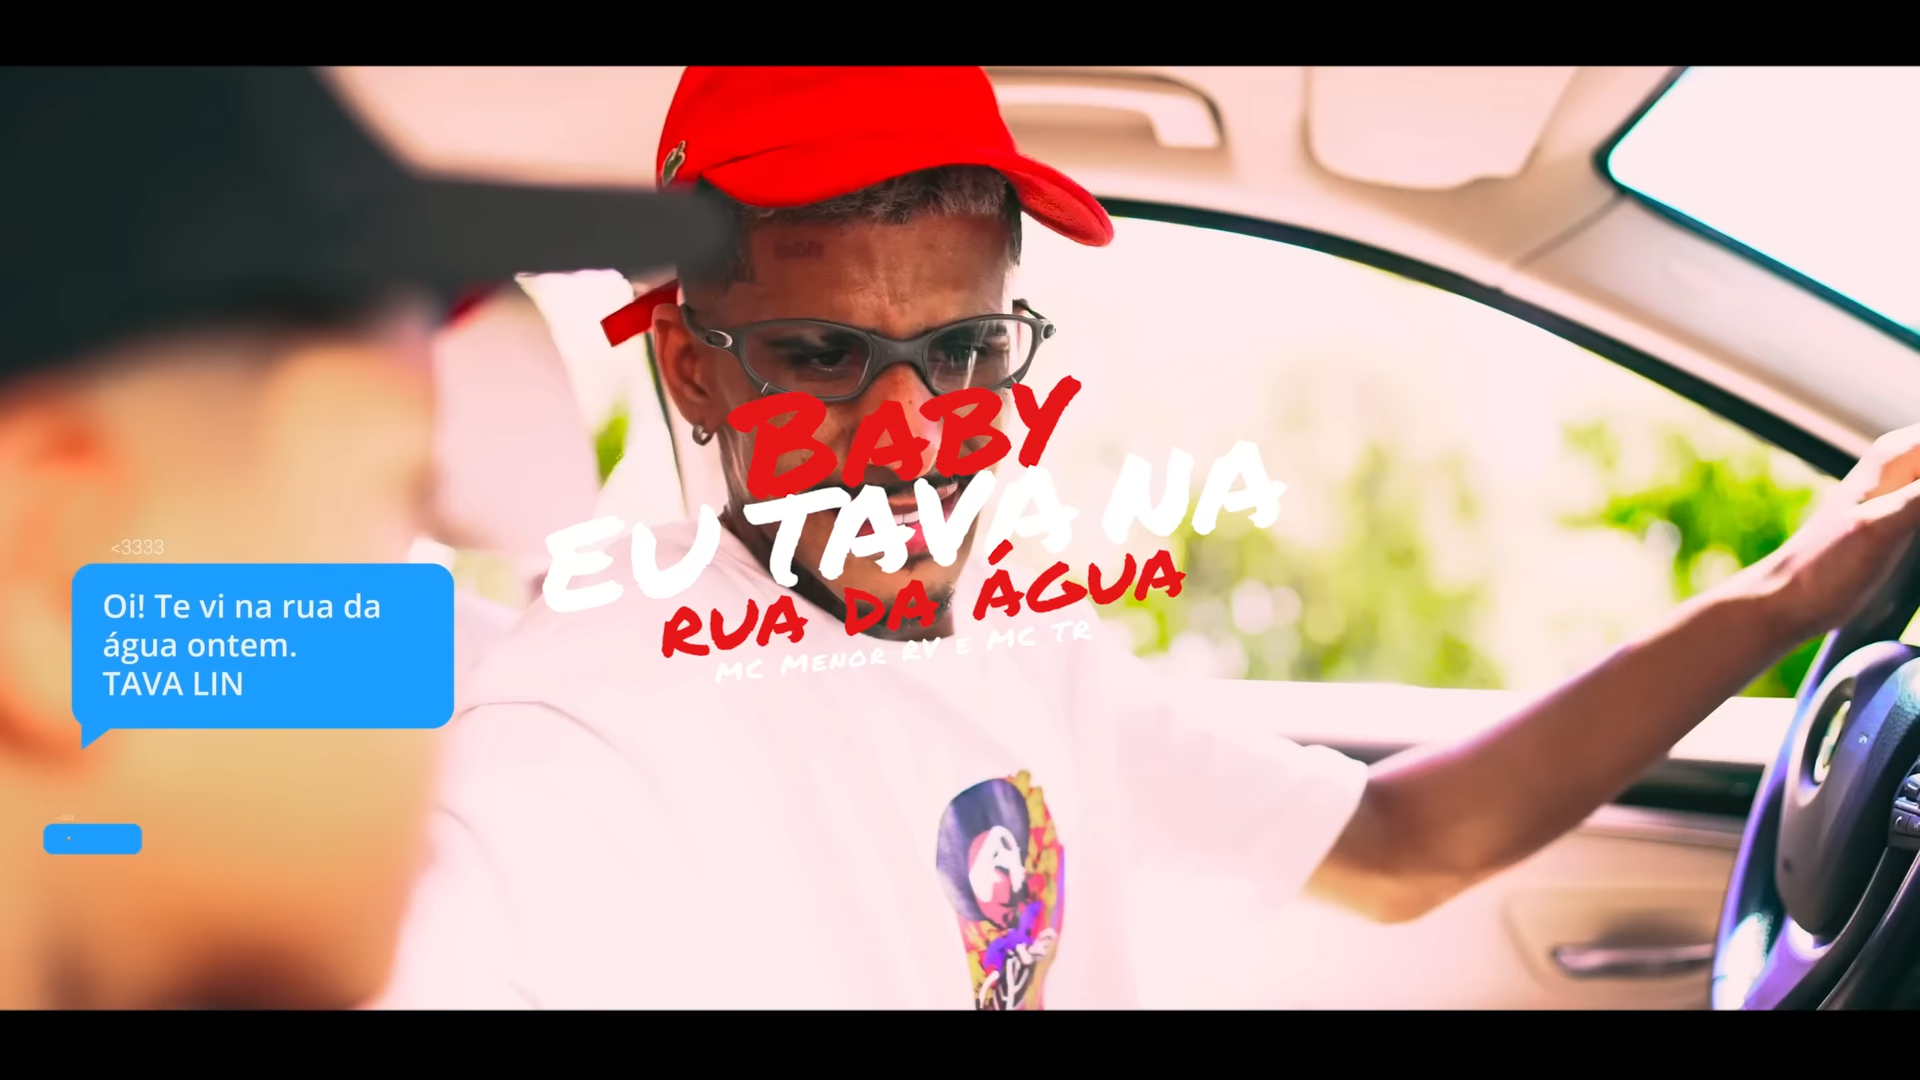 BABY
EU TAVA NA
RUA DA ÁGUA
MC MENOR RV E MC TR
<3333
Oi! Te vi na rua da
água ontem.
TAVA LIN